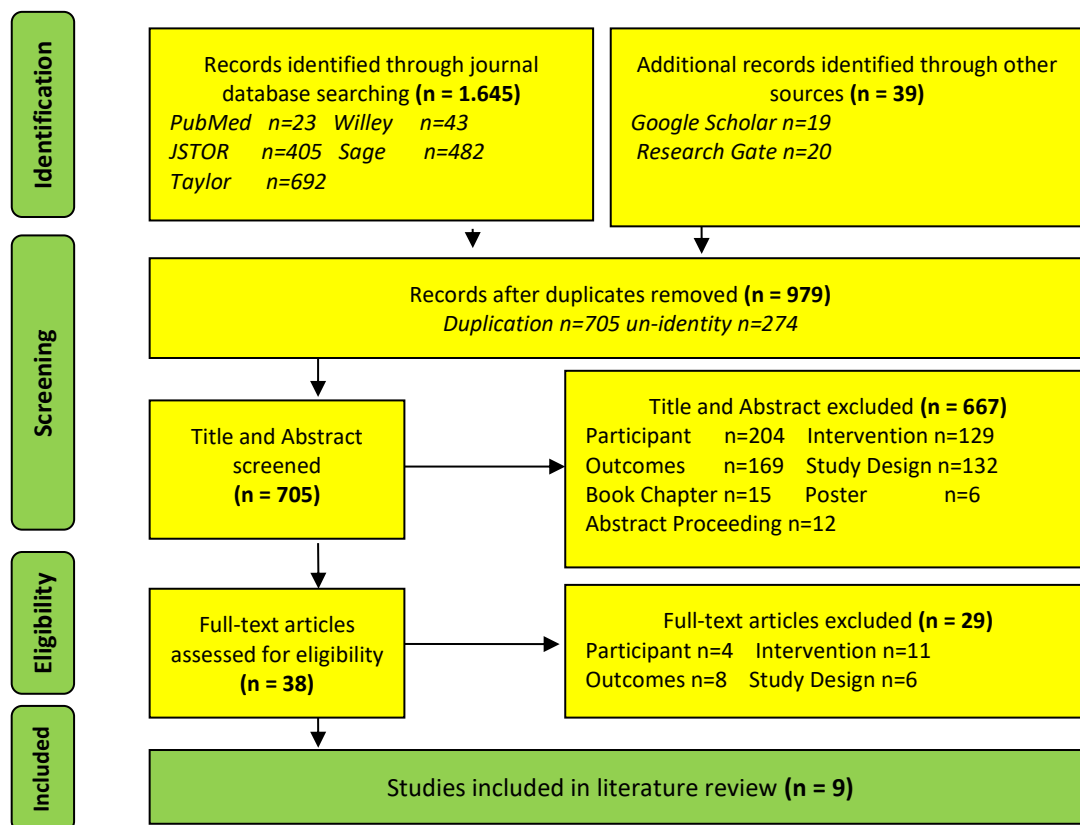 Identification
Records identified through journal
database searching (n = 1.645)
PubMed n=23 Willey n=43
JSTOR n=405 Sage n=482
Taylor n=692
Additional records identified through other
sources (n = 39)
Google Scholar n=19
Research Gate n=20
Screening
Records after duplicates removed (n = 979)
Duplication n=705 un-identity n=274
Title and Abstract
screened
(n = 705)
Title and Abstract excluded (n = 667)
Participant n=204 Intervention n=129
Outcomes n=169 Study Design n=132
Book Chapter n=15 Poster n=6
Abstract Proceeding n=12
Eligibility
Full-text articles
assessed for eligibility
(n = 38)
Full-text articles excluded (n = 29)
Participant n=4 Intervention n=11
Outcomes n=8 Study Design n=6
Included
Studies included in literature review (n = 9)